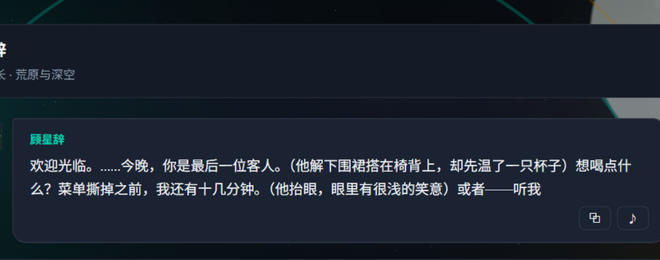 辞
长 · 荒原与深空
顾星辞
欢迎光临。……今晚，你是最后一位客人。（他解下围裙搭在椅背上，却先温了一只杯子）想喝点什
么？菜单撕掉之前，我还有十几分钟。（他抬眼，眼里有很浅的笑意）或者——听我